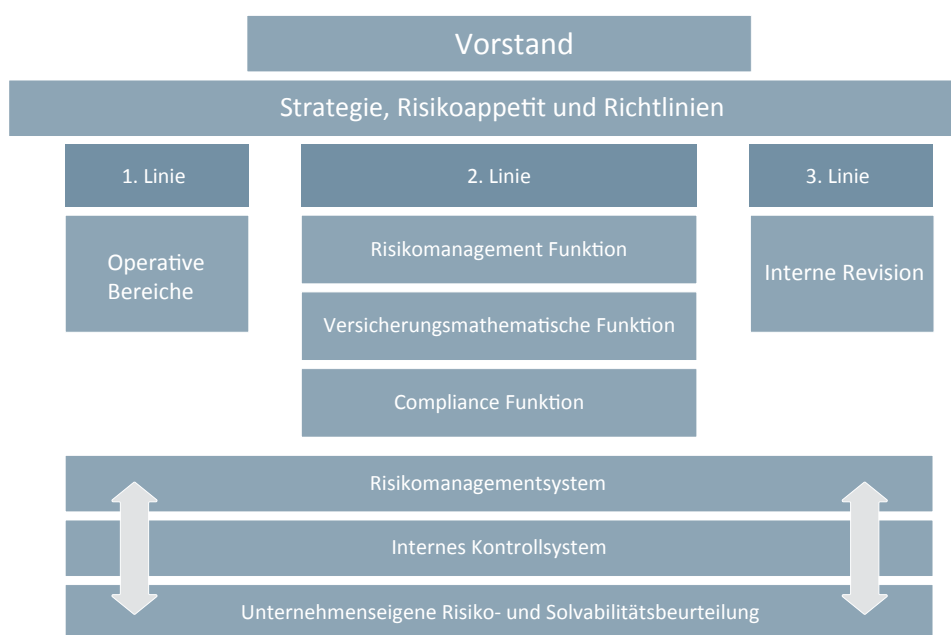 Vorstand
Strategie, Risikoappetit und Richtlinien
1. Linie
2. Linie
3. Linie
Operative
Bereiche
Risikomanagement Funktion
Versicherungsmathematische Funktion
Compliance Funktion
Interne Revision
Risikomanagementsystem
Internes Kontrollsystem
Unternehmenseigene Risiko- und Solvabilitätsbeurteilung